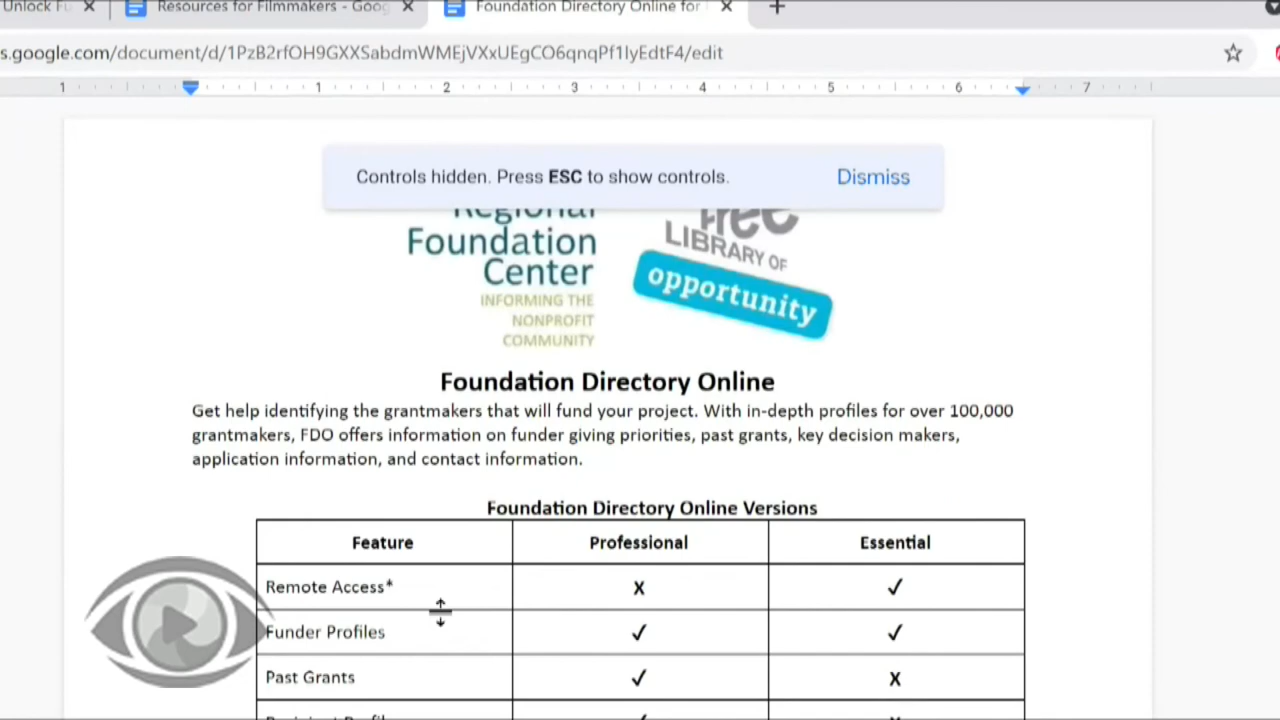 Unlock Fu
Resources for Filmmakers - Goog
Foundation Directory Online for
s.google.com/document/d/1PzB2rfOH9GXXSabdmWMEjVXxUEgCO6qnqPf1lyEdtF4/edit
1 1 2 3 4 5 6 7
Controls hidden. Press ESC to show controls.
Dismiss
Regional
Foundation
Center
INFORMING THE
NONPROFIT
COMMUNITY
Free
LIBRARY OF
opportunity
Foundation Directory Online
Get help identifying the grantmakers that will fund your project. With in-depth profiles for over 100,000
grantmakers, FDO offers information on funder giving priorities, past grants, key decision makers,
application information, and contact information.
Foundation Directory Online Versions
Feature Professional Essential
Remote Access* X ✓
Funder Profiles ✓ ✓
Past Grants ✓ X